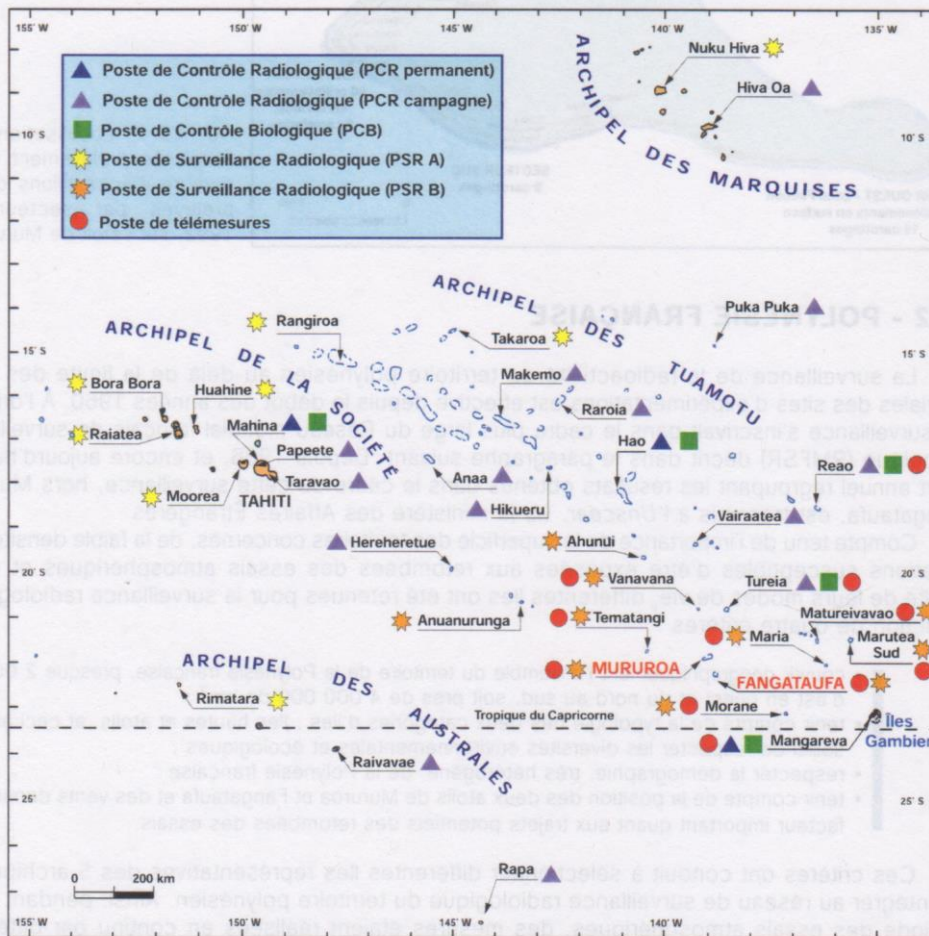 155° W
150° W
145° W
140° W
135° W
Poste de Contrôle Radiologique (PCR permanent)
Poste de Contrôle Radiologique (PCR campagne)
Poste de Contrôle Biologique (PCB)
Poste de Surveillance Radiologique (PSR A)
Poste de Surveillance Radiologique (PSR B)
Poste de télémesures
Nuku Hiva
Hiva Oa
10° S
10° S
ARCHIPEL DES MARQUISES
ARCHIPEL DES TUAMOTU
ARCHIPEL DE LA SOCIÉTÉ
Puka Puka
Rangiroa
Takaroa
15° S
15° S
Makemo
Bora Bora
Huahine
Raroia
Mahina
Hao
Raiatea
Papeete
Reao
Taravao
Anaa
Moorea
TAHITI
Hikueru
Vairaatea
Hereheretue
Ahunui
20° S
20° S
Vanavana
Tureia
Matureivavao
Anuanurunga
Tematangi
Maria
Marutea
Sud
MURUROA
FANGATAUFA
ARCHIPEL DES AUSTRALES
Rimatara
Morane
Tropique du Capricorne
Îles
Gambier
Mangareva
Raivavae
25° S
25° S
0
200 km
Rapa
155° W
150° W
145° W
140° W
135° W